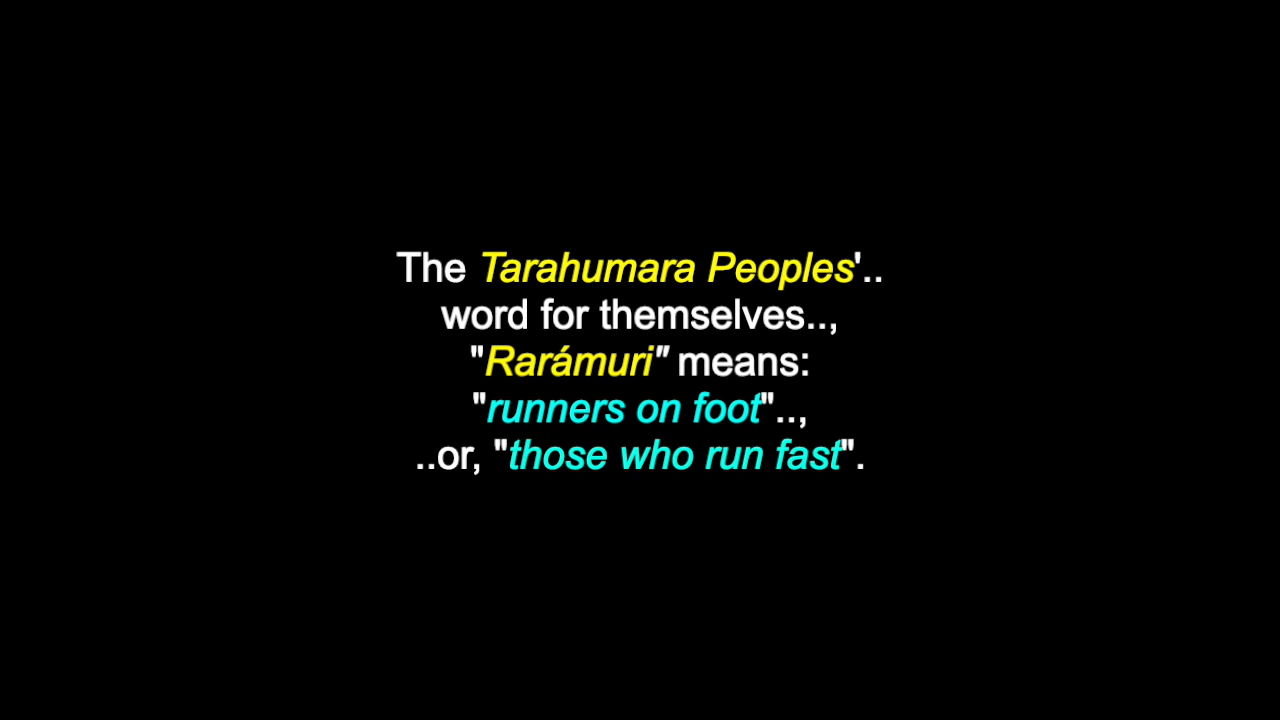 The Tarahumara Peoples'..
word for themselves..,
"Rarámuri" means:
"runners on foot"..,
..or, "those who run fast".